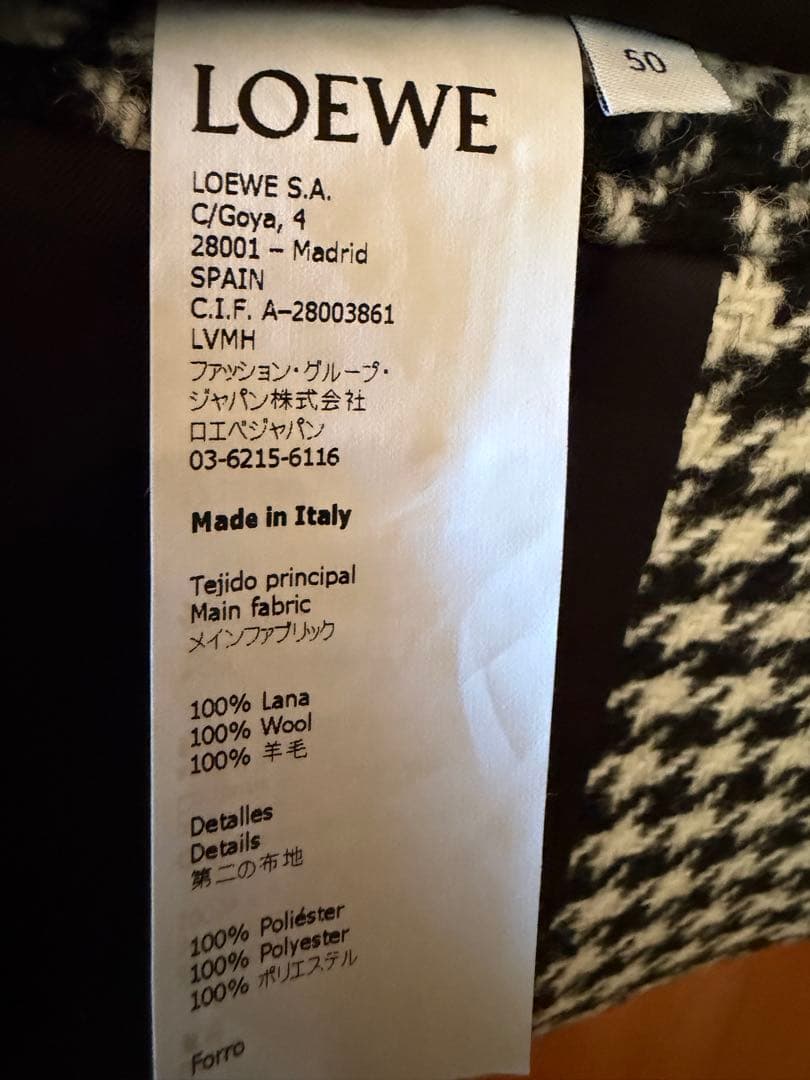 LOEWE
50
LOEWE S.A.
C/Goya, 4
28001 – Madrid
SPAIN
C.I.F. A–28003861
LVMH
ファッション・グループ・
ジャパン株式会社
ロエベジャパン
03-6215-6116
Made in Italy
Tejido principal
Main fabric
メインファブリック
100% Lana
100% Wool
100% 羊毛
Detalles
Details
第二の布地
100% Poliéster
100% Polyester
100% ポリエステル
Forro